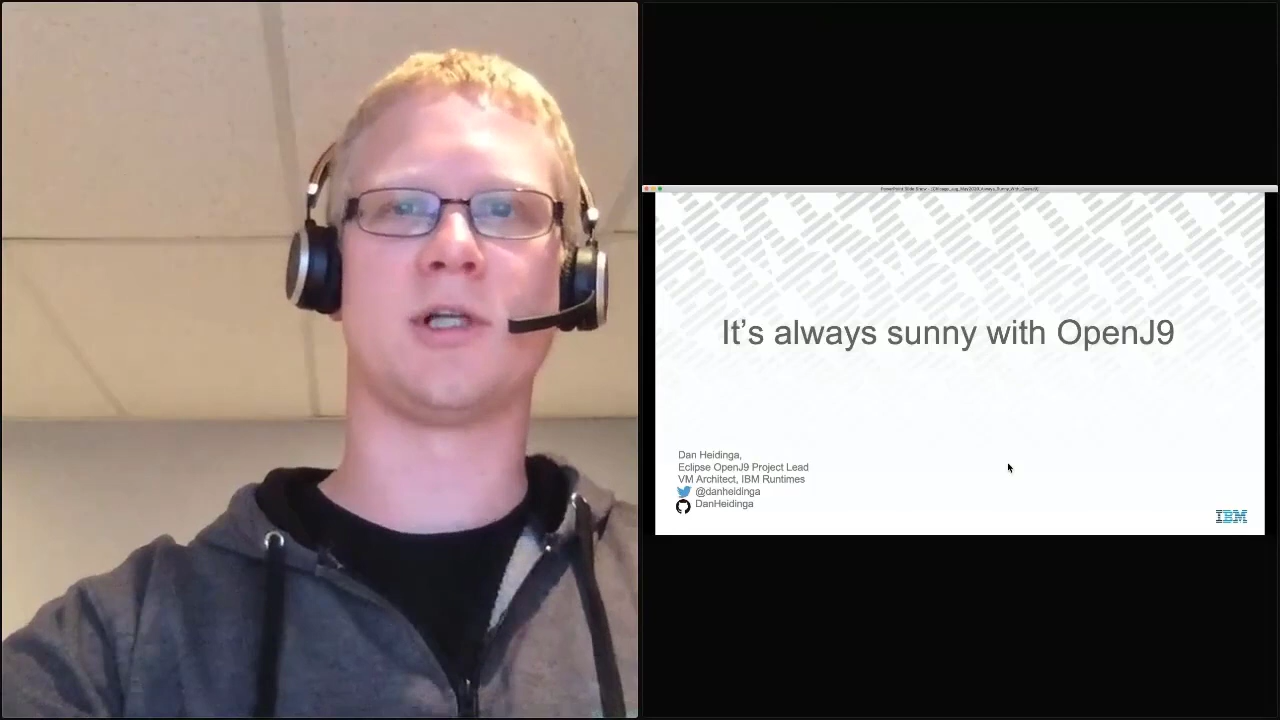 It's always sunny with OpenJ9
Dan Heidinga,
Eclipse OpenJ9 Project Lead
VM Architect, IBM Runtimes
@danheidinga
DanHeidinga
IBM